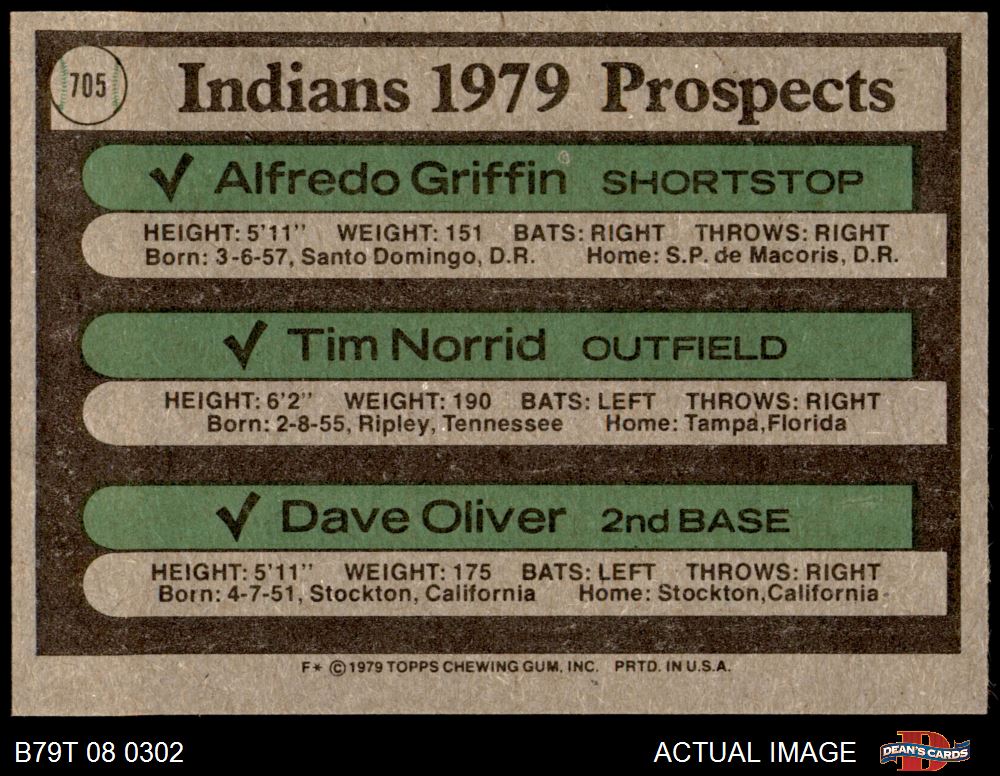 705
Indians 1979 Prospects
✓ Alfredo Griffin SHORTSTOP
HEIGHT: 5'11" WEIGHT: 151 BATS: RIGHT THROWS: RIGHT
Born: 3-6-57, Santo Domingo, D.R. Home: S.P. de Macoris, D.R.
✓ Tim Norrid OUTFIELD
HEIGHT: 6'2" WEIGHT: 190 BATS: LEFT THROWS: RIGHT
Born: 2-8-55, Ripley, Tennessee Home: Tampa,Florida
✓ Dave Oliver 2nd BASE
HEIGHT: 5'11" WEIGHT: 175 BATS: LEFT THROWS: RIGHT
Born: 4-7-51, Stockton, California Home: Stockton,California
F* ©1979 TOPPS CHEWING GUM, INC. PRTD. IN U.S.A.
B79T 08 0302 ACTUAL IMAGE D DEAN'S CARDS